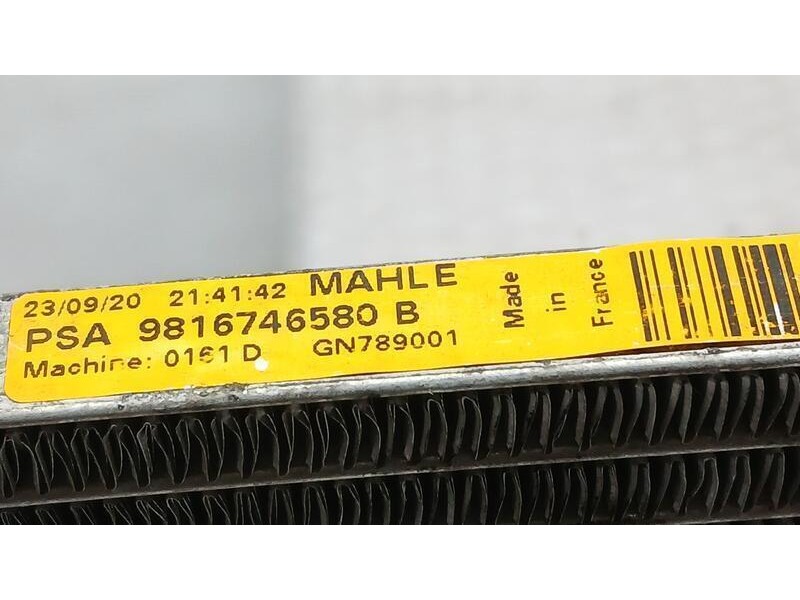 23/09/20 21:41:42 MAHLE
PSA 9816746580 B
Machine: 0161 D GN789001
Made
in
France